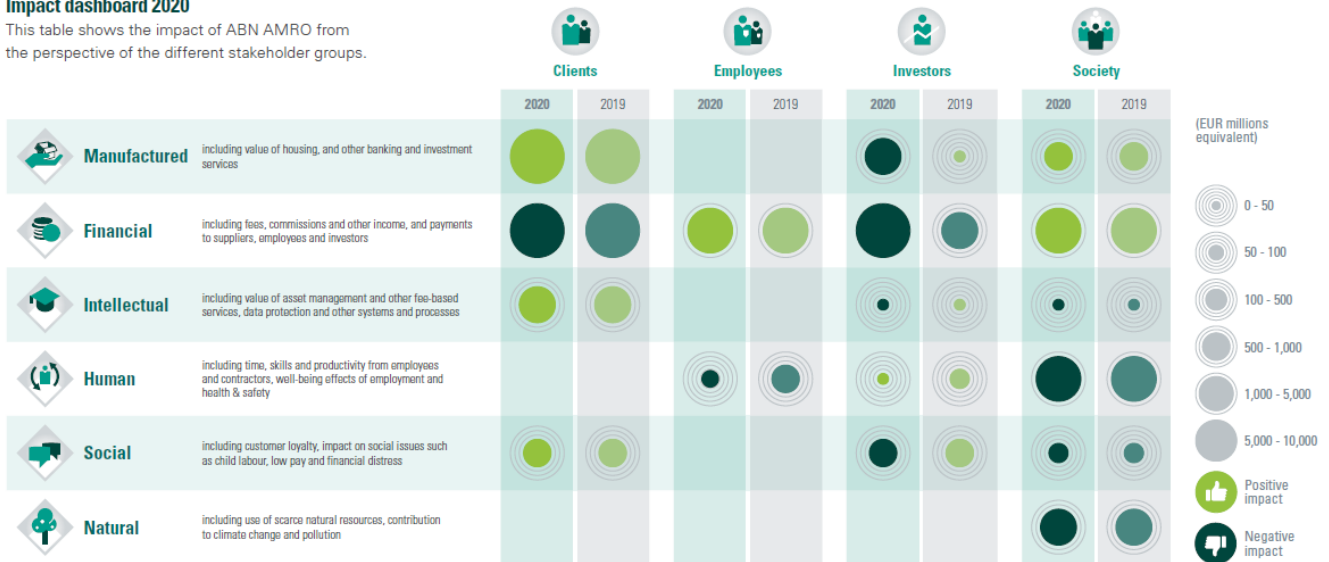 Impact dashboard 2020
This table shows the impact of ABN AMRO from
the perspective of the different stakeholder groups.
Clients
Employees
Investors
Society
2020
2019
2020
2019
2020
2019
2020
2019
(EUR millions
equivalent)
Manufactured
including value of housing, and other banking and investment
services
Financial
including fees, commissions and other income, and payments
to suppliers, employees and investors
Intellectual
including value of asset management and other fee-based
services, data protection and other systems and processes
Human
including time, skills and productivity from employees
and contractors, well-being effects of employment and
health & safety
Social
including customer loyalty, impact on social issues such
as child labour, low pay and financial distress
Natural
including use of scarce natural resources, contribution
to climate change and pollution
0 - 50
50 - 100
100 - 500
500 - 1,000
1,000 - 5,000
5,000 - 10,000
Positive
impact
Negative
impact